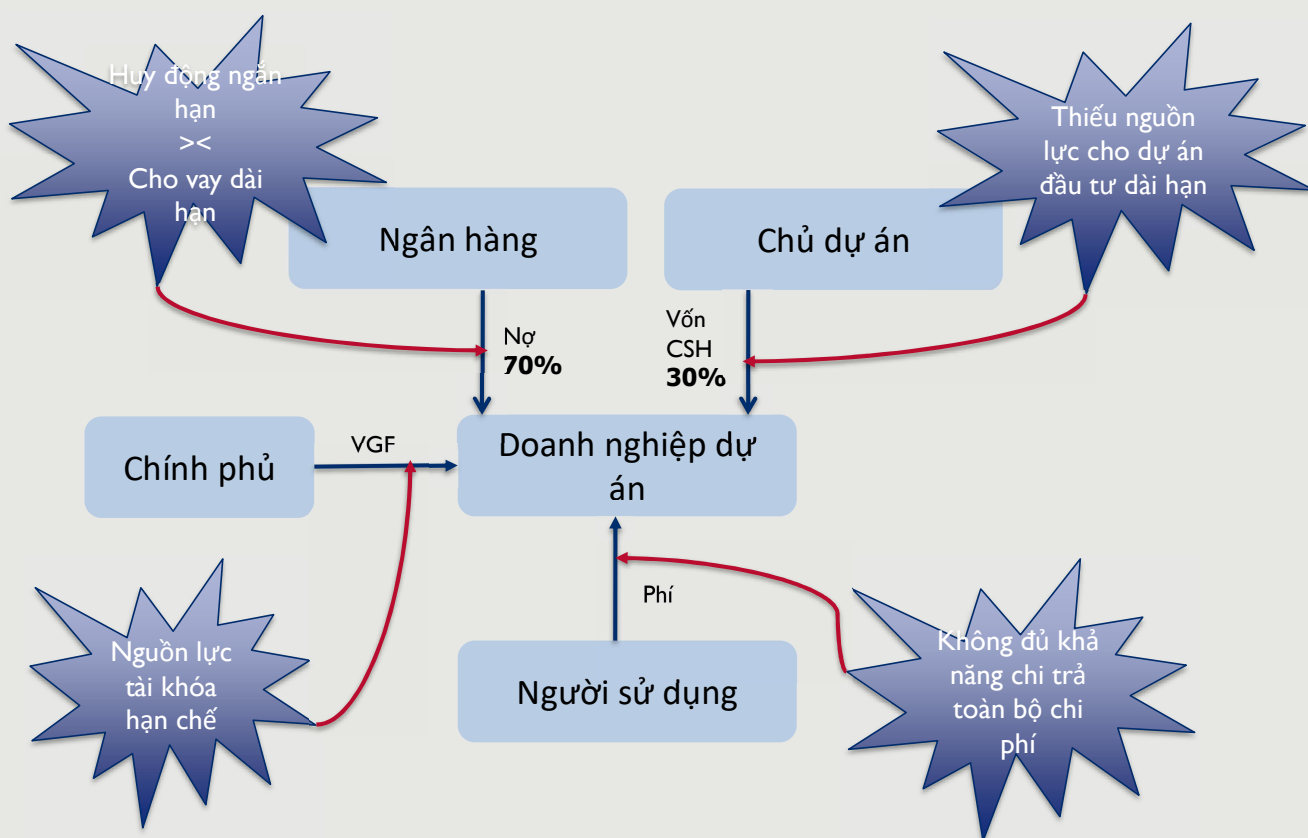 Huy động ngắn
hạn
><
Cho vay dài
hạn
Thiếu nguồn
lực cho dự án
đầu tư dài hạn
Ngân hàng
Chủ dự án
Nợ
70%
Vốn
CSH
30%
Chính phủ
VGF
Doanh nghiệp dự
án
Phí
Nguồn lực
tài khóa
hạn chế
Người sử dụng
Không đủ khả
năng chi trả
toàn bộ chi
phí